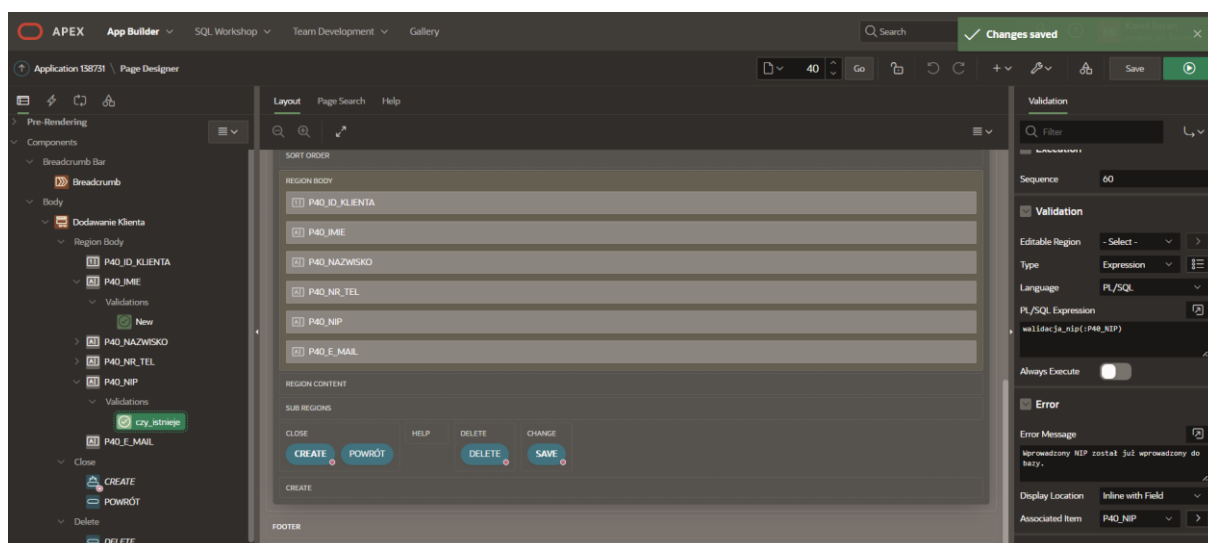 APEX App Builder SQL Workshop Team Development Gallery Search Changes saved
Application 138731 \ Page Designer 40 Go Save
Layout Page Search Help Validation
Pre-Rendering Filter
Components
Breadcrumb Bar SORT ORDER Execution
Breadcrumb REGION BODY Sequence 60
Body P40_ID_KLIENTA
Dodawanie Klienta P40_IMIE Validation
Region Body P40_NAZWISKO Editable Region - Select -
P40_ID_KLIENTA Type Expression
P40_IMIE P40_NR_TEL Language PL/SQL
Validations PL/SQL Expression
New P40_NIP walidacja_nip(:P40_NIP)
P40_NAZWISKO P40_E_MAIL
P40_NR_TEL Always Execute
P40_NIP REGION CONTENT
Validations SUB REGIONS Error
czy_istnieje CLOSE HELP DELETE CHANGE Error Message
P40_E_MAIL CREATE POWRÓT DELETE SAVE Wprowadzony NIP został już wprowadzony do
Close bazy.
CREATE CREATE Display Location Inline with Field
POWRÓT Associated Item P40_NIP
Delete FOOTER
DELETE